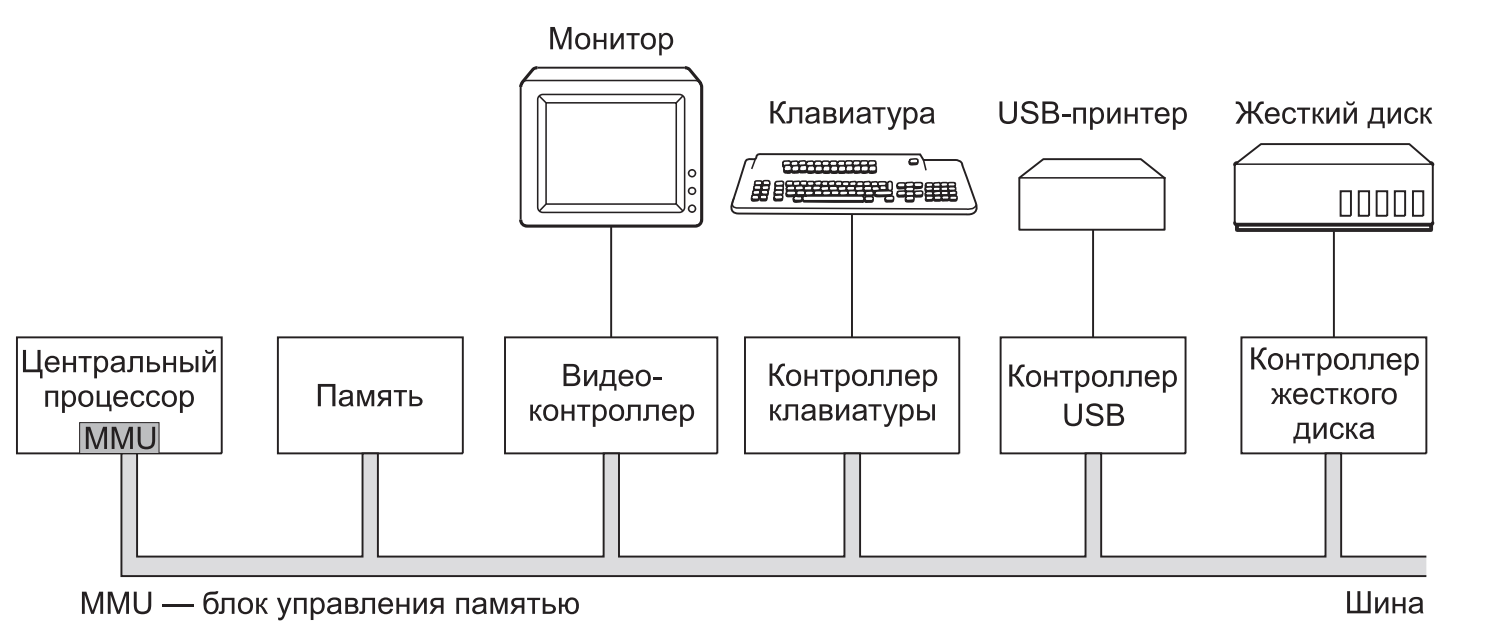 Монитор
Клавиатура
USB-принтер
Жесткий диск
Центральный
процессор
MMU
Память
Видео-
контроллер
Контроллер
клавиатуры
Контроллер
USB
Контроллер
жесткого
диска
MMU — блок управления памятью
Шина